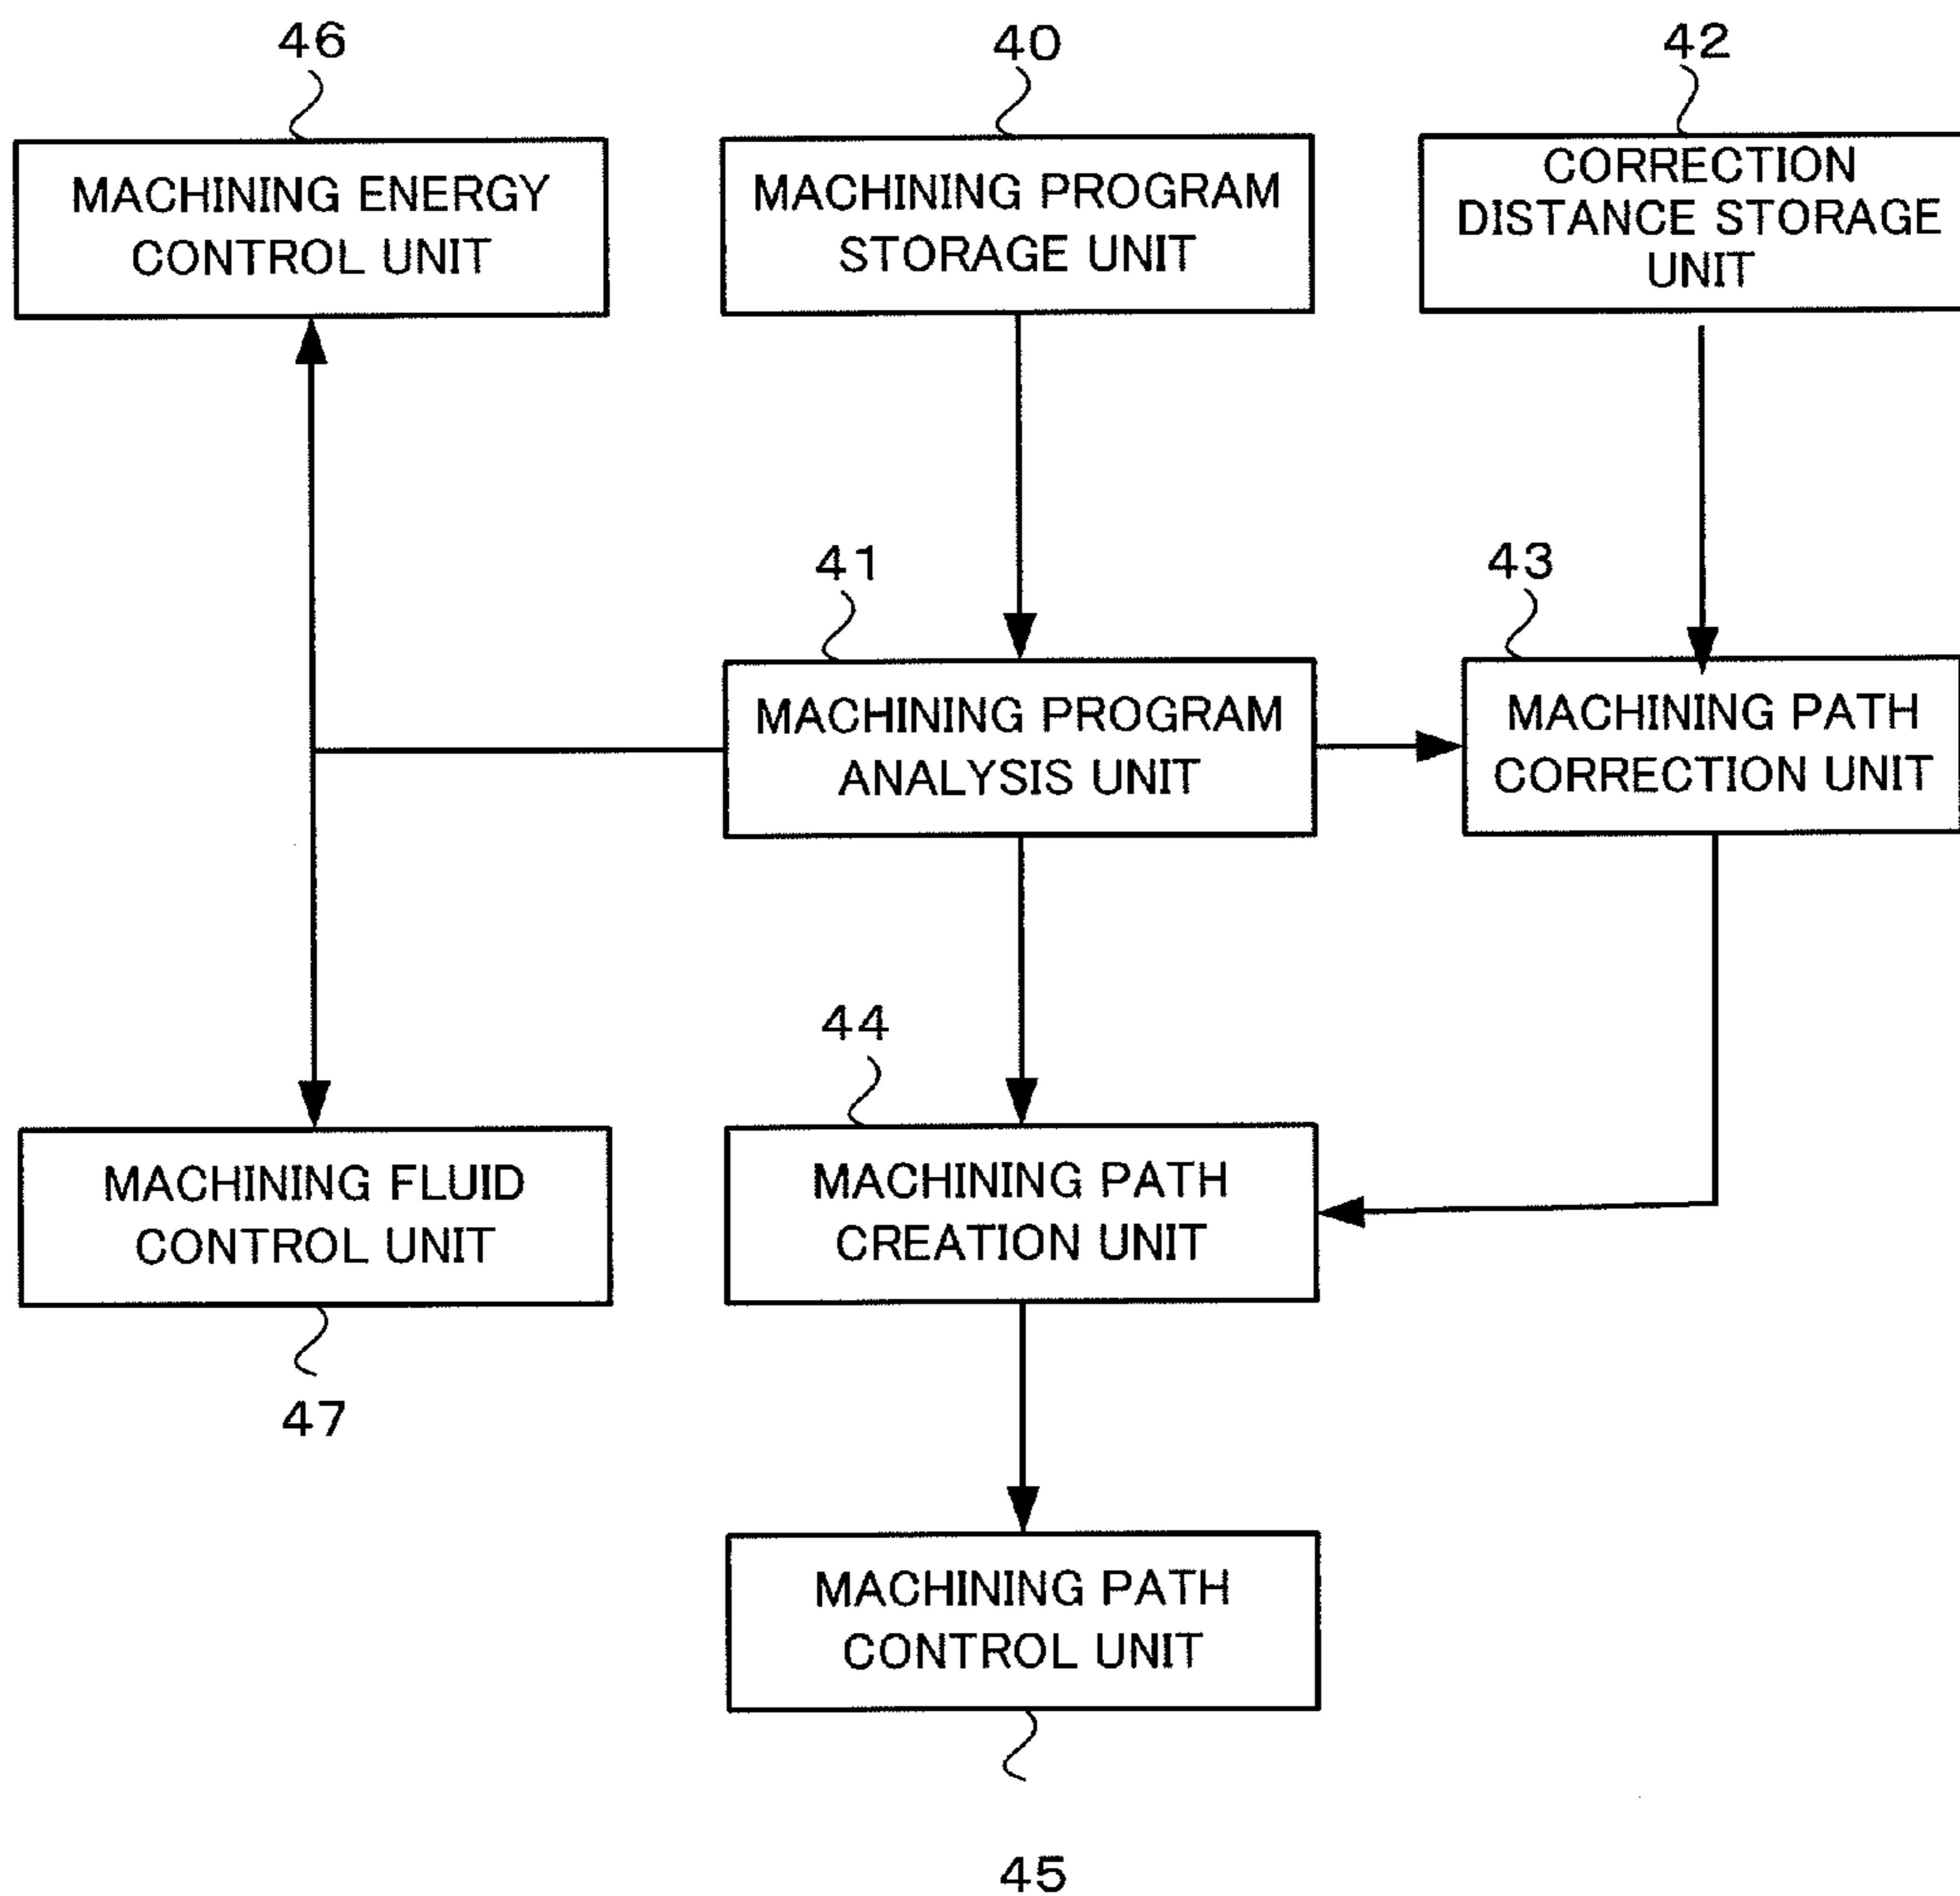 46
40
42
MACHINING ENERGY
CONTROL UNIT
MACHINING PROGRAM
STORAGE UNIT
CORRECTION
DISTANCE STORAGE
UNIT
41
43
MACHINING PROGRAM
ANALYSIS UNIT
MACHINING PATH
CORRECTION UNIT
44
MACHINING FLUID
CONTROL UNIT
MACHINING PATH
CREATION UNIT
47
MACHINING PATH
CONTROL UNIT
45